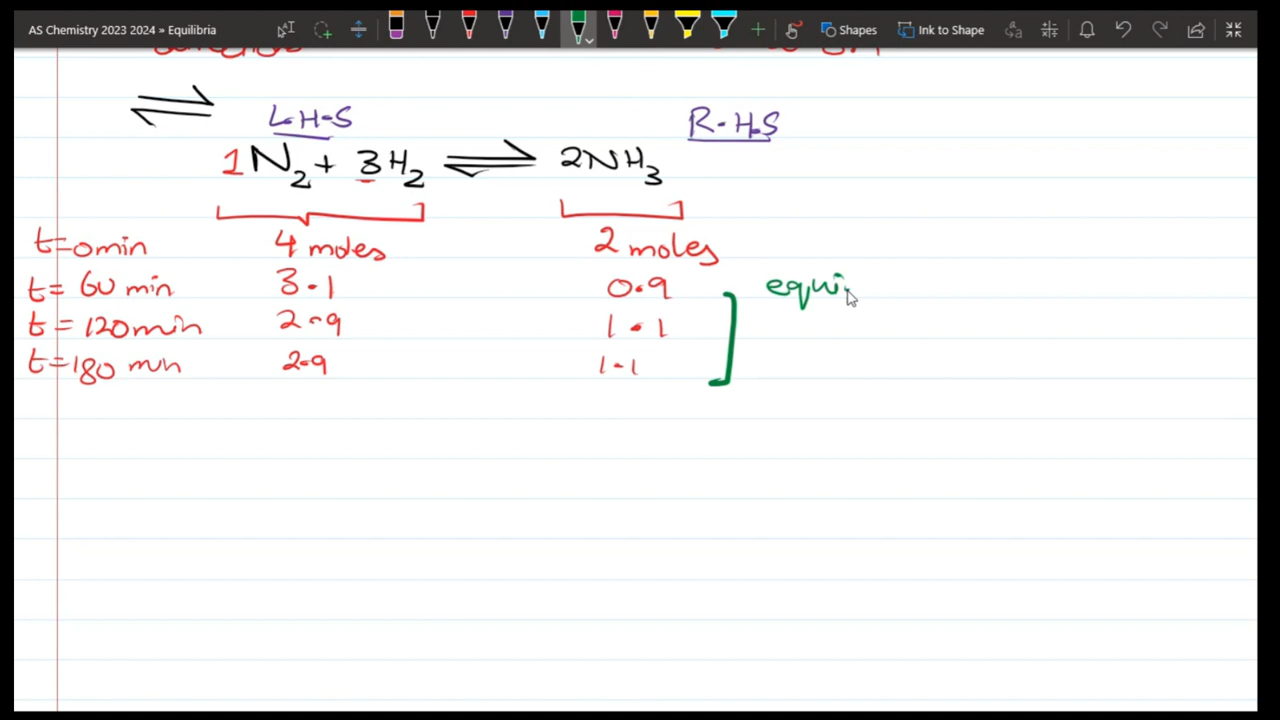 AS Chemistry 2023 2024 » Equilibria
Shapes
Ink to Shape
⇌
L.H.S
R.H.S
1N₂ + 3H₂ ⇌ 2NH₃
t=0min 4 moles 2 moles
t= 60 min 3.1 0.9
t= 120min 2.9 1.1
t=180 min 2.9 1.1
equi